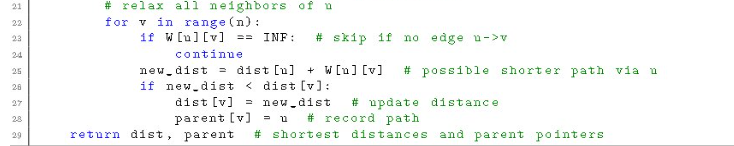 21 # relax all neighbors of u
22 for v in range(n):
23 if W[u][v] == INF: # skip if no edge u->v
24 continue
25 new_dist = dist[u] + W[u][v] # possible shorter path via u
26 if new_dist < dist[v]:
27 dist[v] = new_dist # update distance
28 parent[v] = u # record path
29 return dist, parent # shortest distances and parent pointers